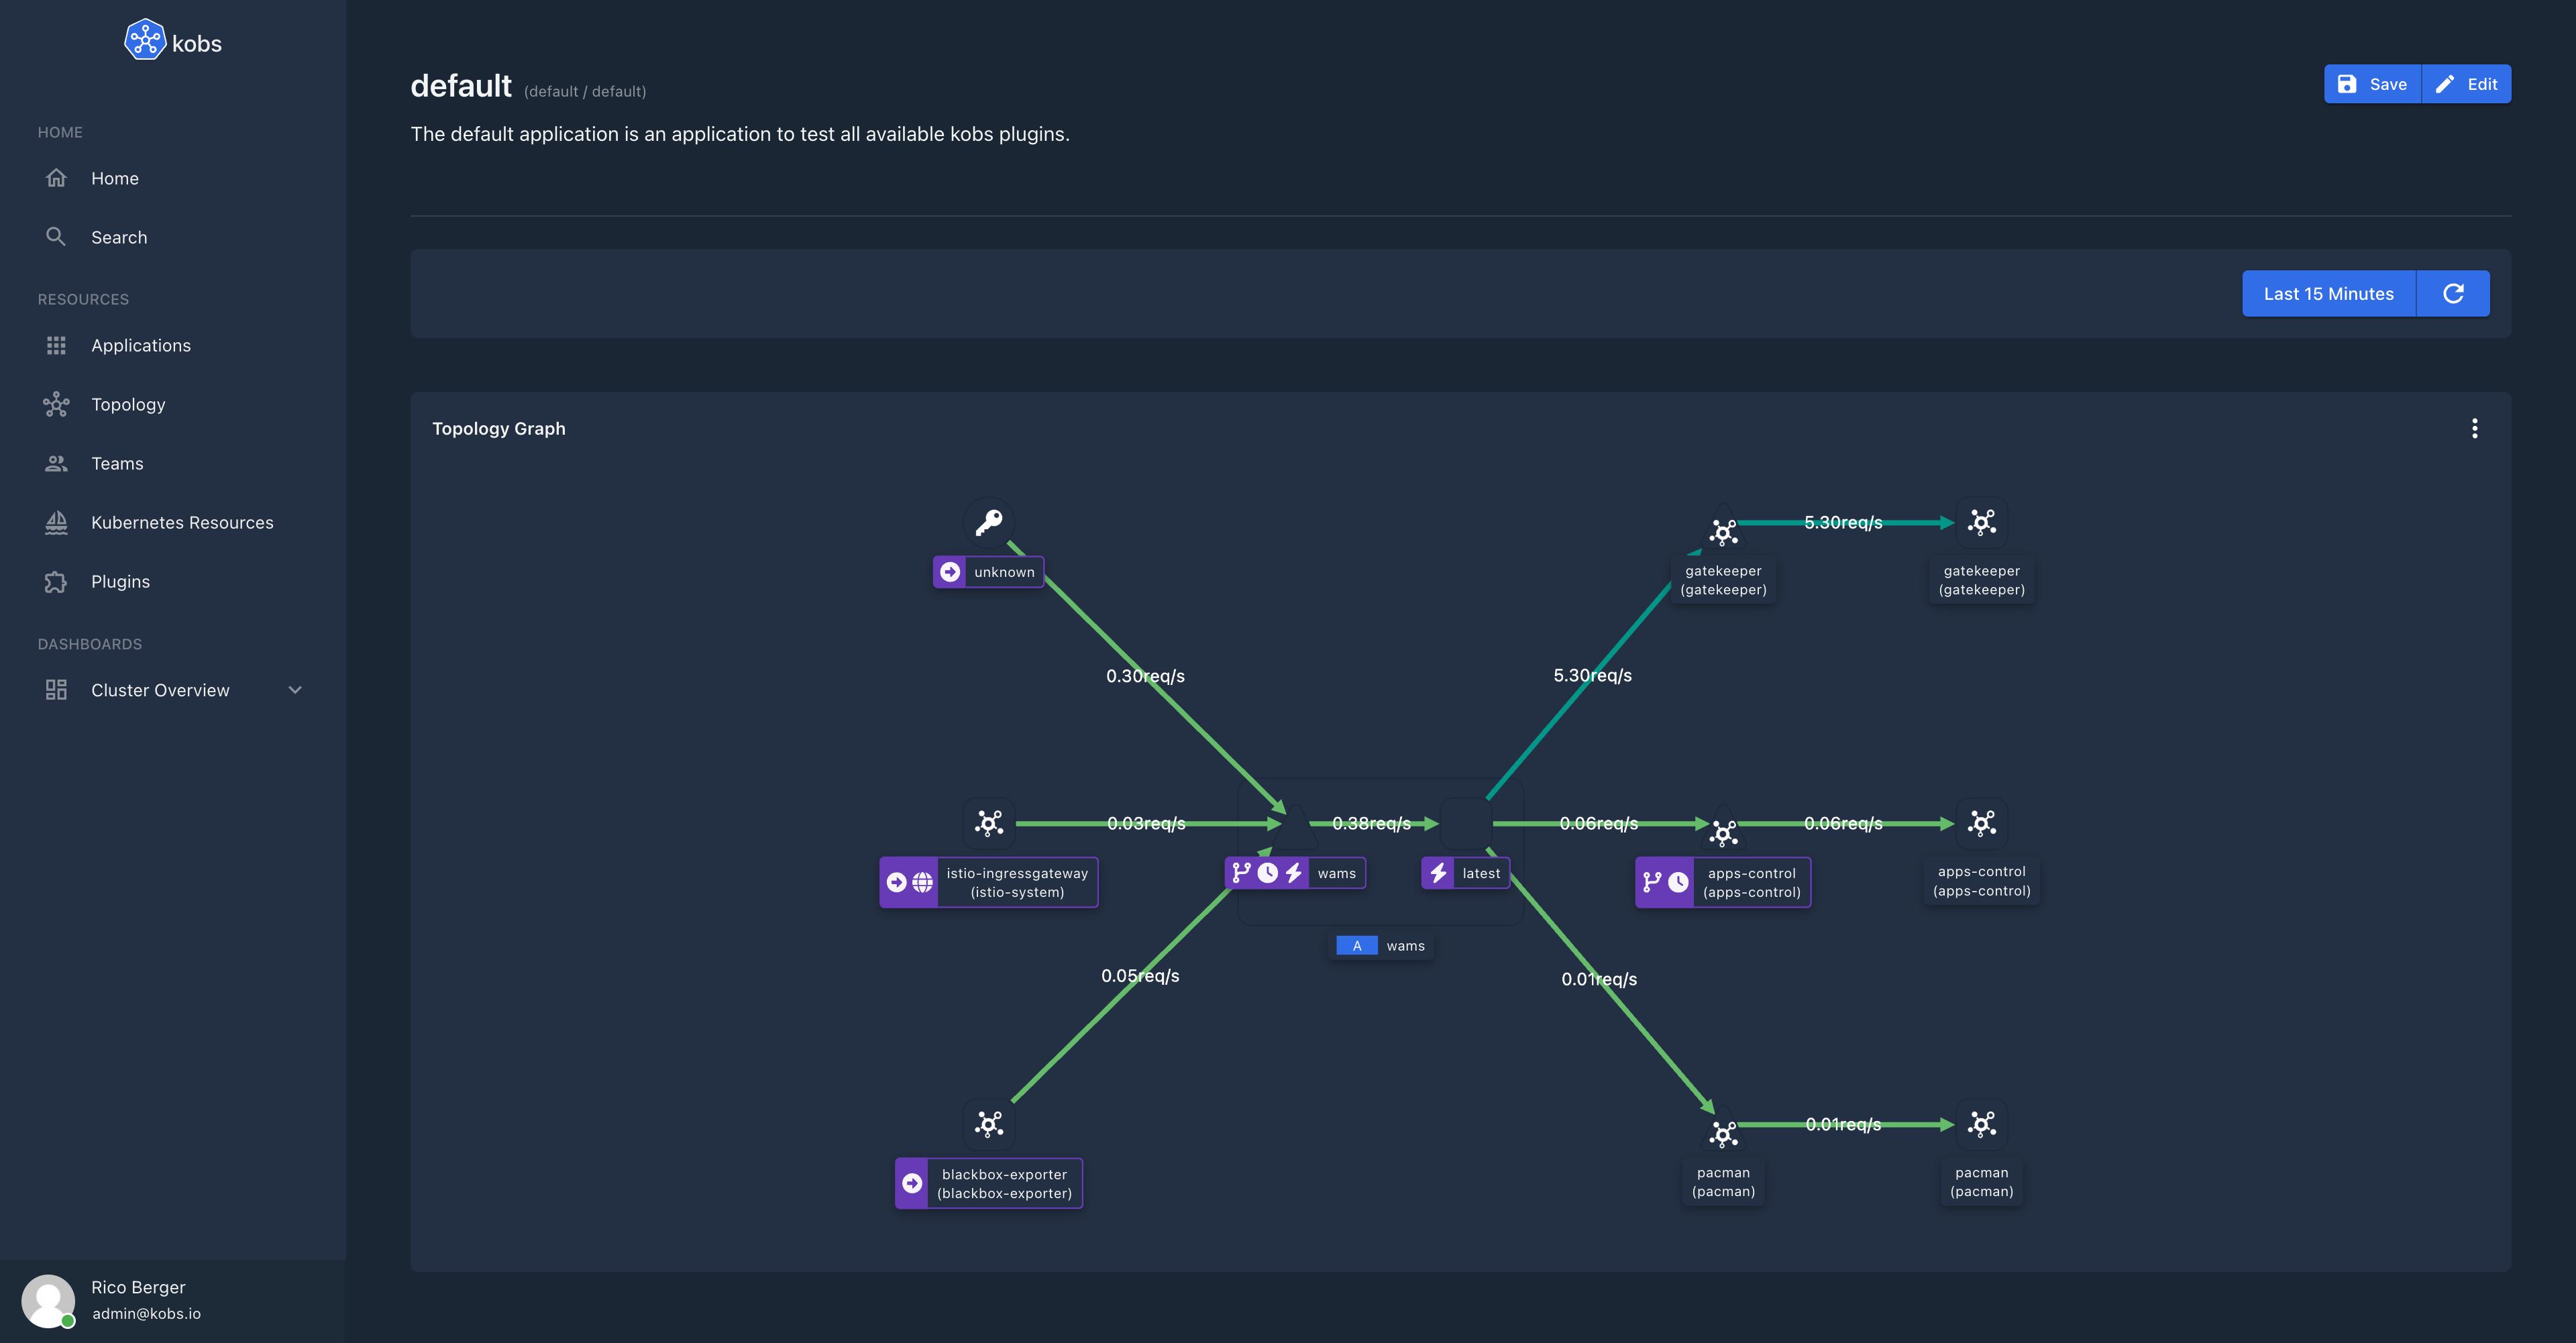 kobs
HOME
Home
Search
RESOURCES
Applications
Topology
Teams
Kubernetes Resources
Plugins
DASHBOARDS
Cluster Overview
Rico Berger
admin@kobs.io
default (default / default)
Save
Edit
The default application is an application to test all available kobs plugins.
Last 15 Minutes
Topology Graph
unknown
0.30req/s
5.30req/s
gatekeeper
(gatekeeper)
5.30req/s
gatekeeper
(gatekeeper)
istio-ingressgateway
(istio-system)
0.03req/s
wams
0.38req/s
latest
A wams
0.06req/s
apps-control
(apps-control)
0.06req/s
apps-control
(apps-control)
0.05req/s
0.01req/s
blackbox-exporter
(blackbox-exporter)
pacman
(pacman)
0.01req/s
pacman
(pacman)